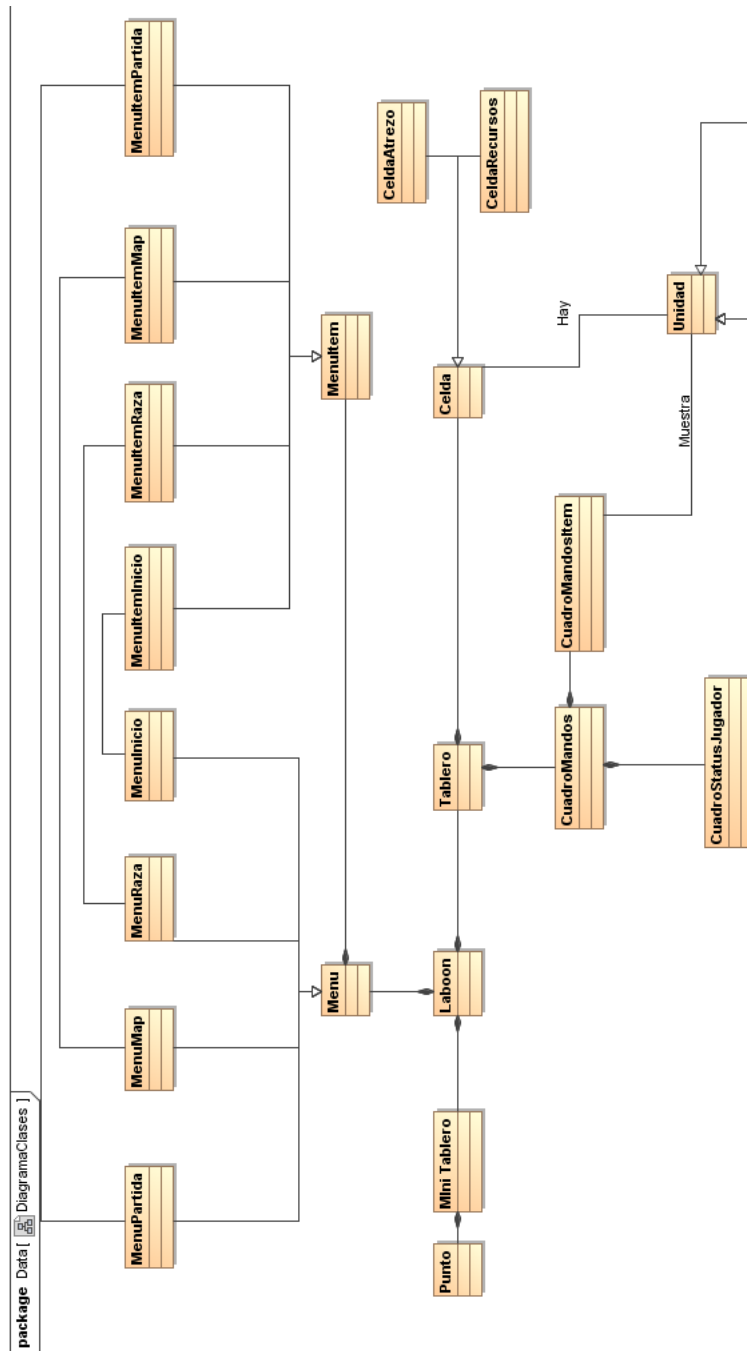 package Data [ DiagramaClases ]
MenuPartida
MenuMap
MenuRaza
MenuInicio
MenuItemInicio
MenuItemRaza
MenuItemMap
MenuItemPartida
Menu
MenuItem
CeldaAtrezo
CeldaRecursos
Punto
MIni Tablero
Laboon
Tablero
Celda
Hay
CuadroMandos
CuadroMandosItem
Muestra
Unidad
CuadroStatusJugador